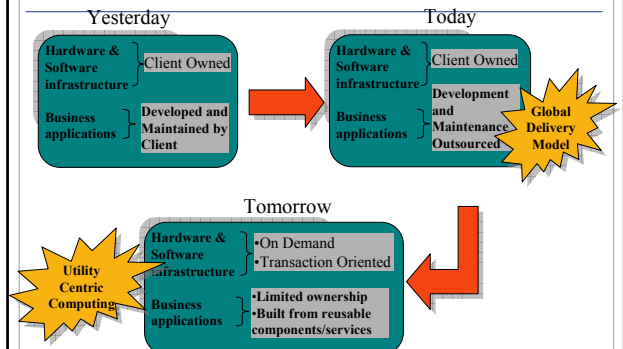 Yesterday
Hardware &
Software
infrastructure
Client Owned
Business
applications
Developed and
Maintained by
Client
Today
Hardware &
Software
infrastructure
Client Owned
Business
applications
Development
and
Maintenance
Outsourced
Global
Delivery
Model
Tomorrow
Hardware &
Software
infrastructure
•On Demand
•Transaction Oriented
Business
applications
•Limited ownership
•Built from reusable
components/services
Utility
Centric
Computing